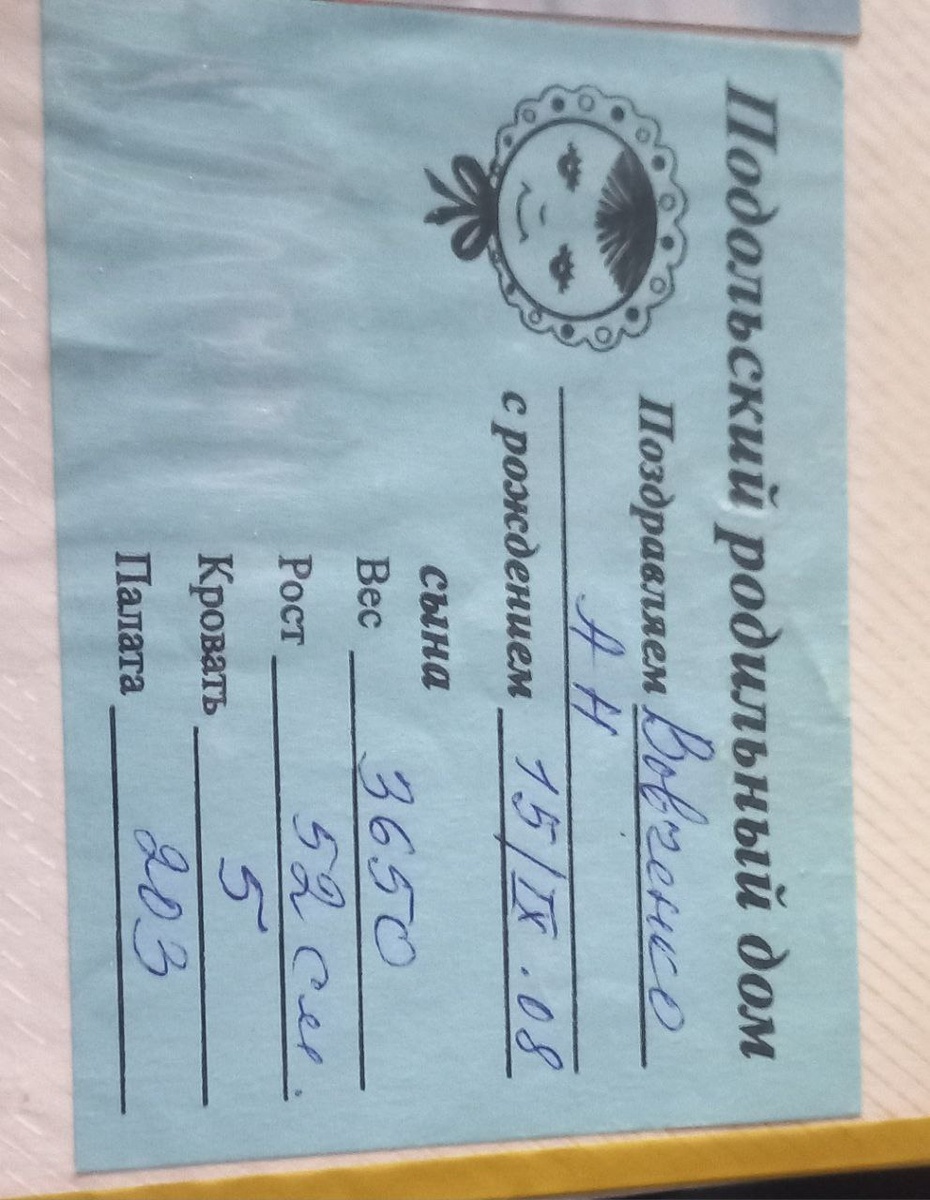 Подольский родильный дом
Поздравляем Вовченко
А Н
с рождением 15/IX.08
сына
Вес 3650
Рост 52 см.
Кровать 5
Палата 203